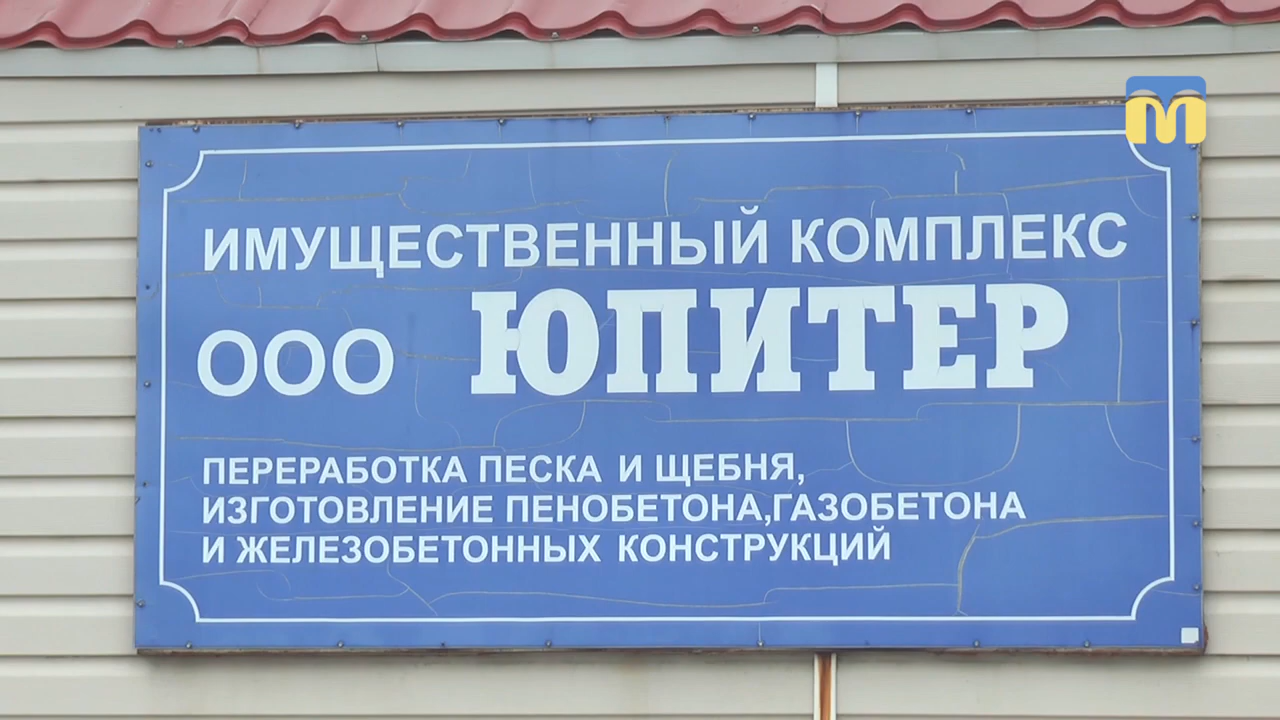 ИМУЩЕСТВЕННЫЙ КОМПЛЕКС
ООО ЮПИТЕР
ПЕРЕРАБОТКА ПЕСКА И ЩЕБНЯ,
ИЗГОТОВЛЕНИЕ ПЕНОБЕТОНА,ГАЗОБЕТОНА
И ЖЕЛЕЗОБЕТОННЫХ КОНСТРУКЦИЙ